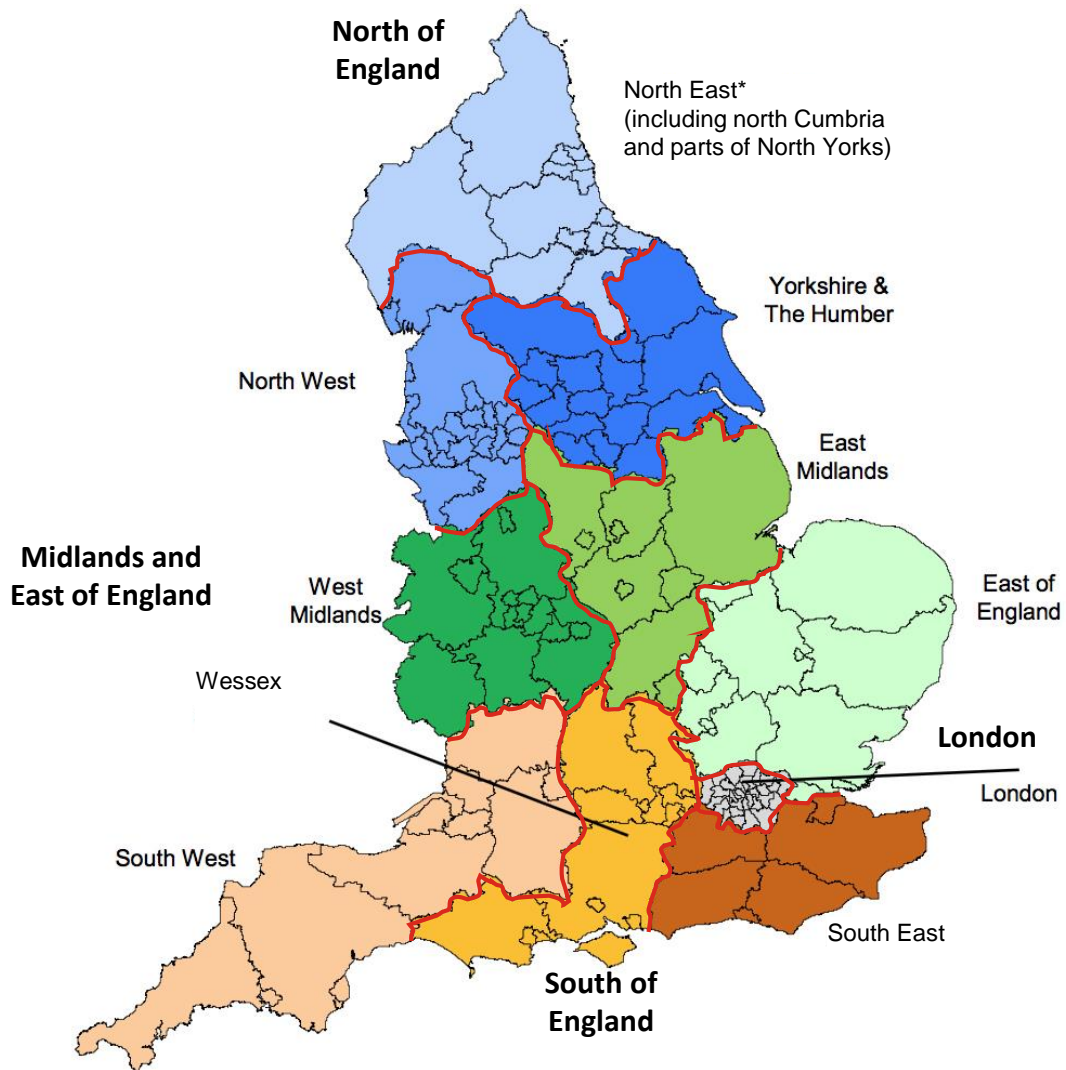 North of
England
North East*
(including north Cumbria
and parts of North Yorks)
Yorkshire &
The Humber
North West
East
Midlands
Midlands and
East of England
West
Midlands
East of
England
Wessex
London
London
South West
South East
South of
England